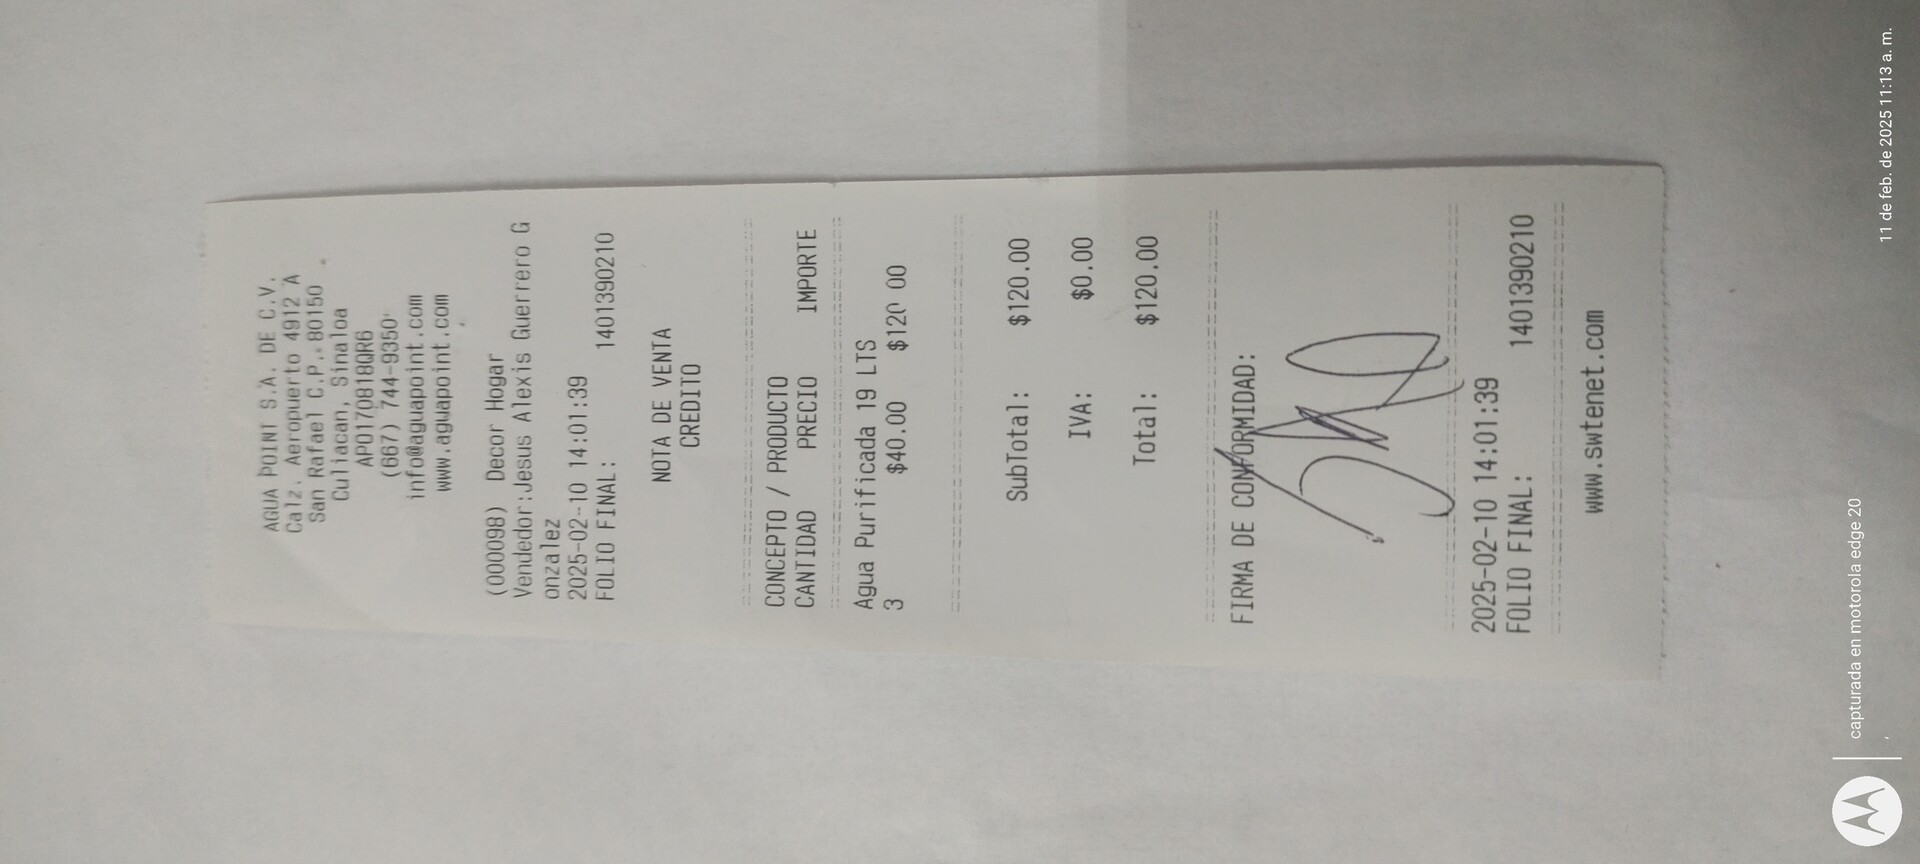 AGUA POINT S.A. DE C.V.
Calz. Aeropuerto 4912 A
San Rafael C.P. 80150
Culiacan, Sinaloa
APO170818QR6
(667) 744-9350
info@aguapoint.com
www.aguapoint.com
(000098) Decor Hogar
Vendedor:Jesus Alexis Guerrero G
onzalez
2025-02-10 14:01:39
FOLIO FINAL: 1401390210
NOTA DE VENTA
CREDITO
CONCEPTO / PRODUCTO
CANTIDAD PRECIO IMPORTE
Agua Purificada 19 LTS
3 $40.00 $120.00
SubTotal: $120.00
IVA: $0.00
Total: $120.00
FIRMA DE CONFORMIDAD:
2025-02-10 14:01:39
FOLIO FINAL: 1401390210
www.swtenet.com
capturada en motorola edge 20
11 de feb. de 2025 11:13 a. m.